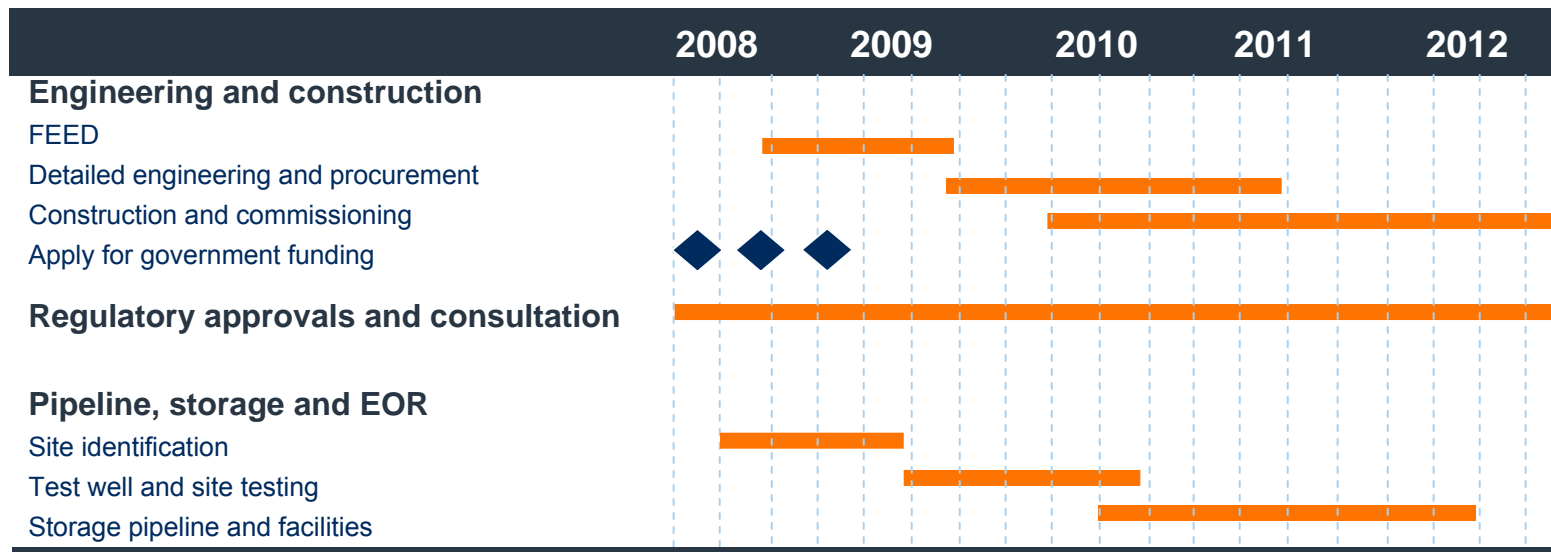 2008 2009 2010 2011 2012
Engineering and construction
FEED
Detailed engineering and procurement
Construction and commissioning
Apply for government funding
Regulatory approvals and consultation
Pipeline, storage and EOR
Site identification
Test well and site testing
Storage pipeline and facilities